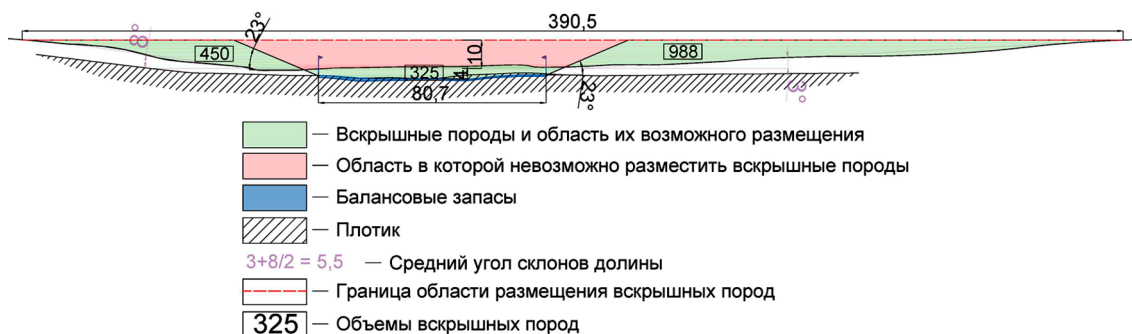 390,5
8°
23°
450
10
988
325
4
80,7
23°
3°
Вскрышные породы и область их возможного размещения
Область в которой невозможно разместить вскрышные породы
Балансовые запасы
Плотик
3+8/2 = 5,5 — Средний угол склонов долины
Граница области размещения вскрышных пород
325 — Объемы вскрышных пород